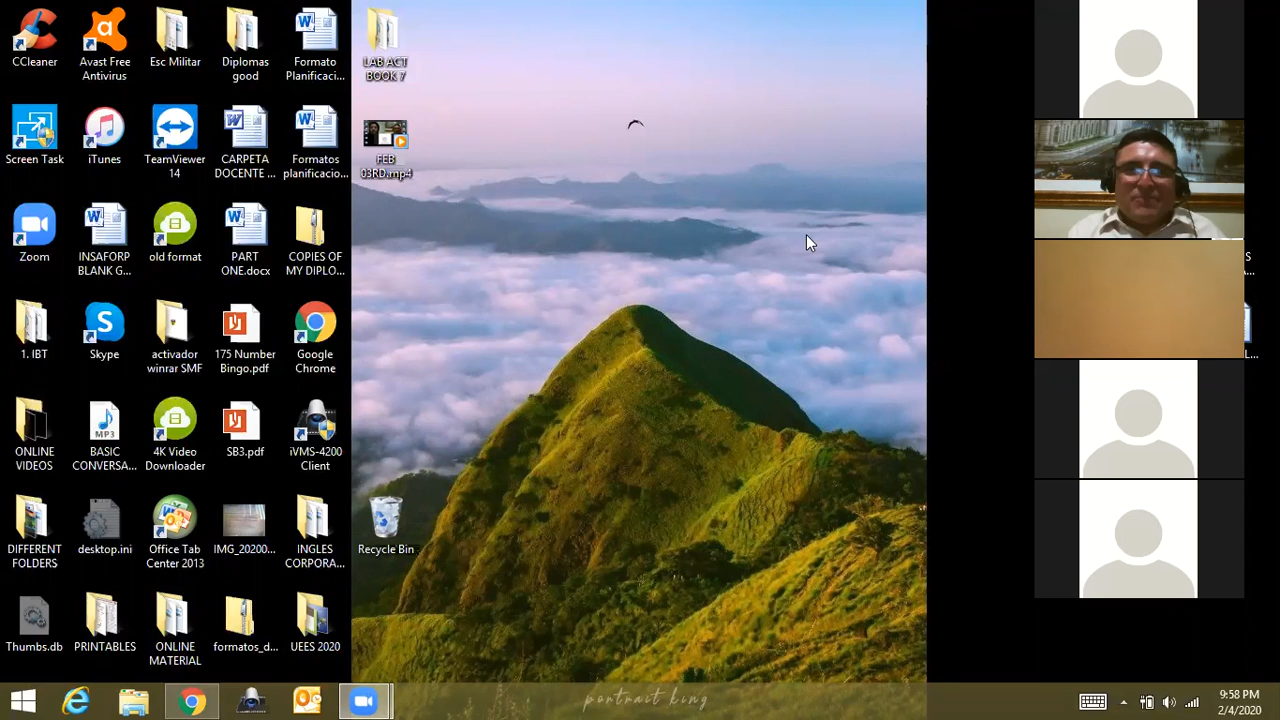 CCleaner
Avast Free
Antivirus
Esc Militar
Diplomas
good
Formato
Planificaci...
LAB ACT
BOOK 7
Screen Task
iTunes
TeamViewer
14
CARPETA
DOCENTE ...
Formatos
planificacio...
FEB
03RD.mp4
Zoom
INSAFORP
BLANK G...
old format
PART
ONE.docx
COPIES OF
MY DIPLO...
1. IBT
Skype
activador
winrar SMF
175 Number
Bingo.pdf
Google
Chrome
ONLINE
VIDEOS
MP3
BASIC
CONVERSA...
4K Video
Downloader
SB3.pdf
iVMS-4200
Client
DIFFERENT
FOLDERS
desktop.ini
Office Tab
Center 2013
IMG_20200...
INGLES
CORPORA...
Recycle Bin
Thumbs.db
PRINTABLES
ONLINE
MATERIAL
formatos_d...
UEES 2020
portrait king
9:58 PM
2/4/2020